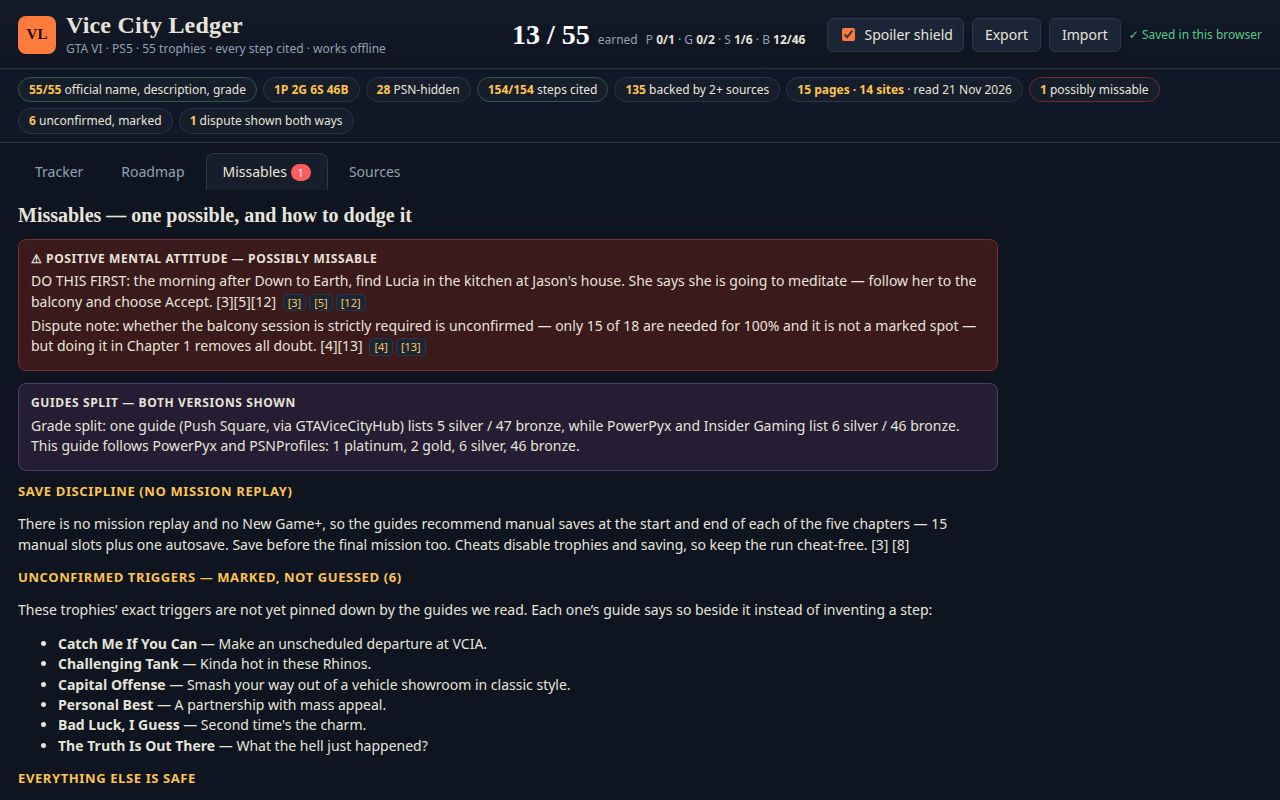 VL
Vice City Ledger
GTA VI · PS5 · 55 trophies · every step cited · works offline
13 / 55 earned P 0/1 · G 0/2 · S 1/6 · B 12/46
Spoiler shield
Export
Import
✓ Saved in this browser
55/55 official name, description, grade
1P 2G 6S 46B
28 PSN-hidden
154/154 steps cited
135 backed by 2+ sources
15 pages · 14 sites · read 21 Nov 2026
1 possibly missable
6 unconfirmed, marked
1 dispute shown both ways
Tracker
Roadmap
Missables 1
Sources
Missables — one possible, and how to dodge it
⚠ POSITIVE MENTAL ATTITUDE — POSSIBLY MISSABLE
DO THIS FIRST: the morning after Down to Earth, find Lucia in the kitchen at Jason's house. She says she is going to meditate — follow her to the
balcony and choose Accept. [3][5][12] [3] [5] [12]
Dispute note: whether the balcony session is strictly required is unconfirmed — only 15 of 18 are needed for 100% and it is not a marked spot —
but doing it in Chapter 1 removes all doubt. [4][13] [4] [13]
GUIDES SPLIT — BOTH VERSIONS SHOWN
Grade split: one guide (Push Square, via GTAViceCityHub) lists 5 silver / 47 bronze, while PowerPyx and Insider Gaming list 6 silver / 46 bronze.
This guide follows PowerPyx and PSNProfiles: 1 platinum, 2 gold, 6 silver, 46 bronze.
SAVE DISCIPLINE (NO MISSION REPLAY)
There is no mission replay and no New Game+, so the guides recommend manual saves at the start and end of each of the five chapters — 15
manual slots plus one autosave. Save before the final mission too. Cheats disable trophies and saving, so keep the run cheat-free. [3] [8]
UNCONFIRMED TRIGGERS — MARKED, NOT GUESSED (6)
These trophies’ exact triggers are not yet pinned down by the guides we read. Each one’s guide says so beside it instead of inventing a step:
• Catch Me If You Can — Make an unscheduled departure at VCIA.
• Challenging Tank — Kinda hot in these Rhinos.
• Capital Offense — Smash your way out of a vehicle showroom in classic style.
• Personal Best — A partnership with mass appeal.
• Bad Luck, I Guess — Second time's the charm.
• The Truth Is Out There — What the hell just happened?
EVERYTHING ELSE IS SAFE